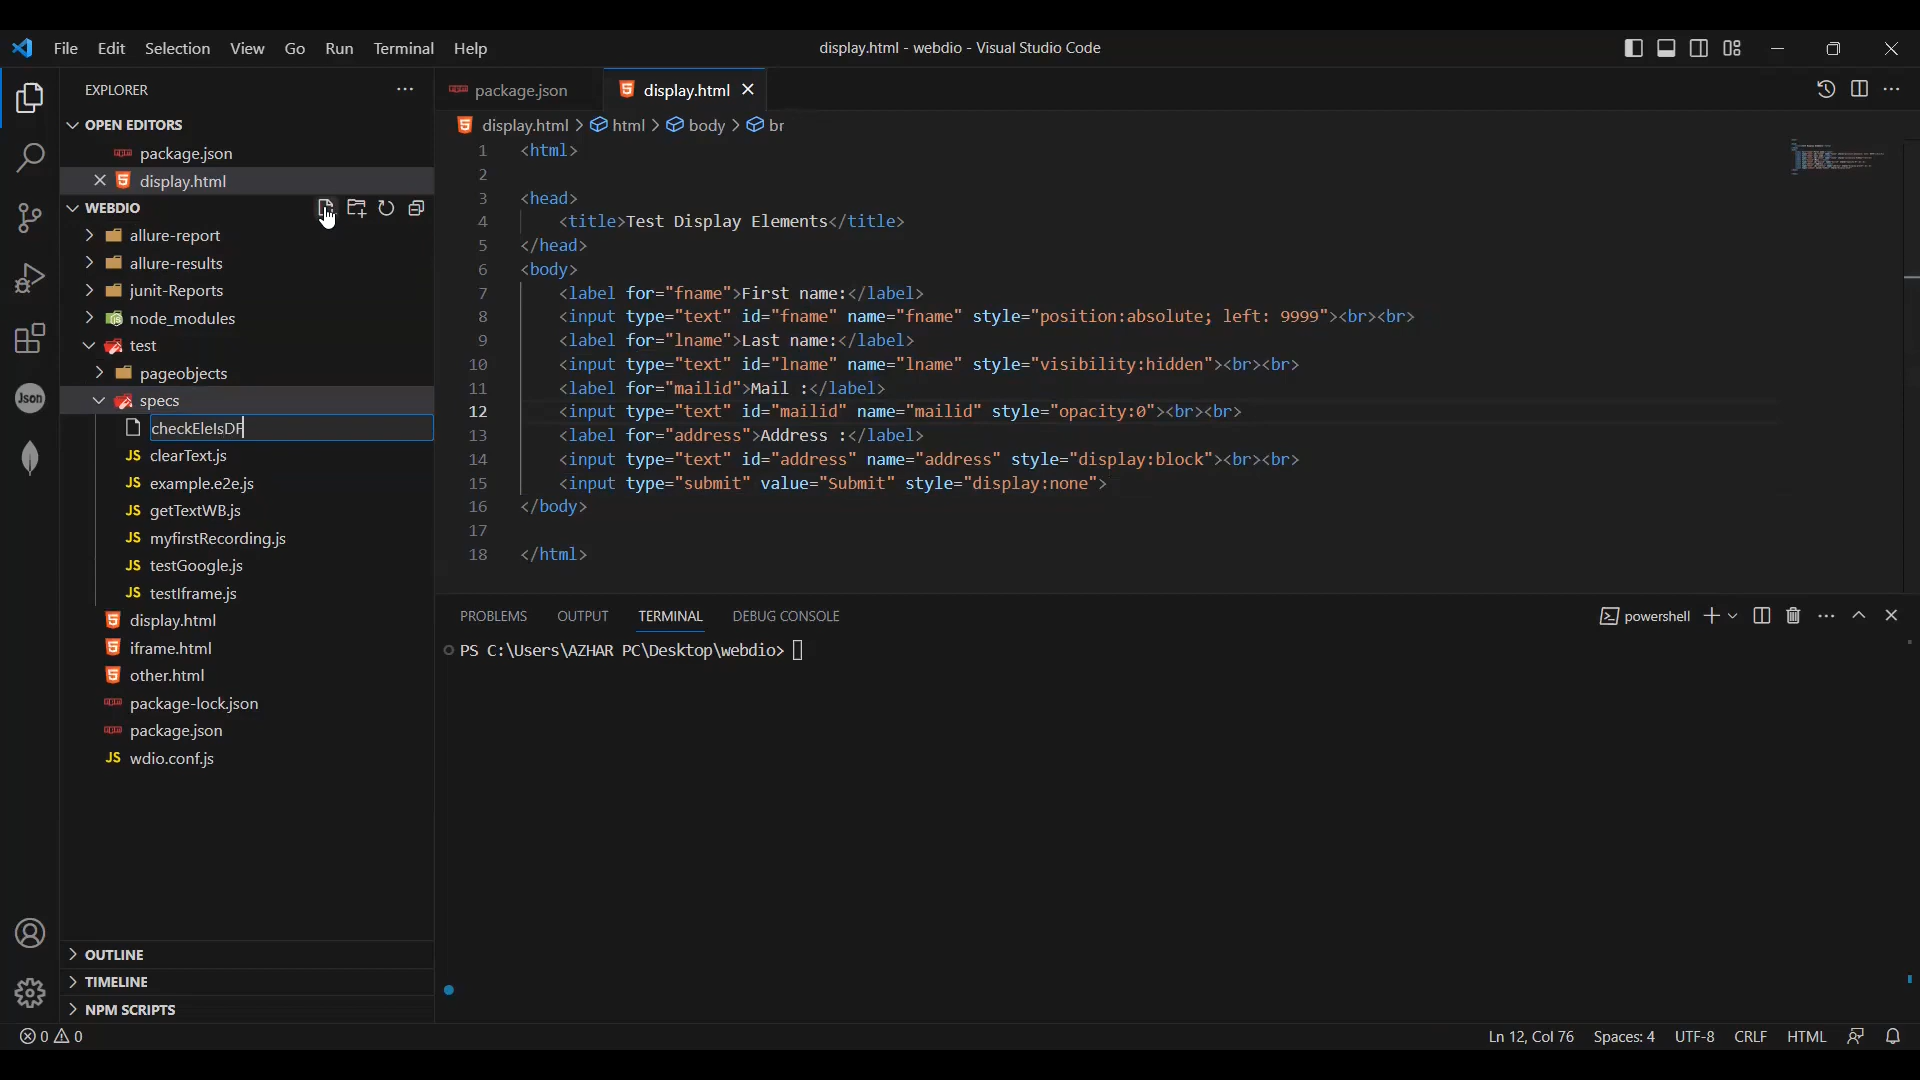 File Edit Selection View Go Run Terminal Help
display.html - webdio - Visual Studio Code
EXPLORER
OPEN EDITORS
package.json
display.html
WEBDIO
allure-report
allure-results
junit-Reports
node_modules
test
pageobjects
specs
checkEleIsDF
clearText.js
example.e2e.js
getTextWB.js
myfirstRecording.js
testGoogle.js
testIframe.js
display.html
iframe.html
other.html
package-lock.json
package.json
wdio.conf.js
OUTLINE
TIMELINE
NPM SCRIPTS
package.json display.html
display.html > html > body > br
1 <html>
2
3 <head>
4 <title>Test Display Elements</title>
5 </head>
6 <body>
7 <label for="fname">First name:</label>
8 <input type="text" id="fname" name="fname" style="position:absolute; left: 9999"><br><br>
9 <label for="lname">Last name:</label>
10 <input type="text" id="lname" name="lname" style="visibility:hidden"><br><br>
11 <label for="mailid">Mail :</label>
12 <input type="text" id="mailid" name="mailid" style="opacity:0"><br><br>
13 <label for="address">Address :</label>
14 <input type="text" id="address" name="address" style="display:block"><br><br>
15 <input type="submit" value="Submit" style="display:none">
16 </body>
17
18 </html>
PROBLEMS OUTPUT TERMINAL DEBUG CONSOLE
powershell
PS C:\Users\AZHAR PC\Desktop\webdio>
0 0
Ln 12, Col 76 Spaces: 4 UTF-8 CRLF HTML
Json
JS
JS
JS
JS
JS
JS
JS